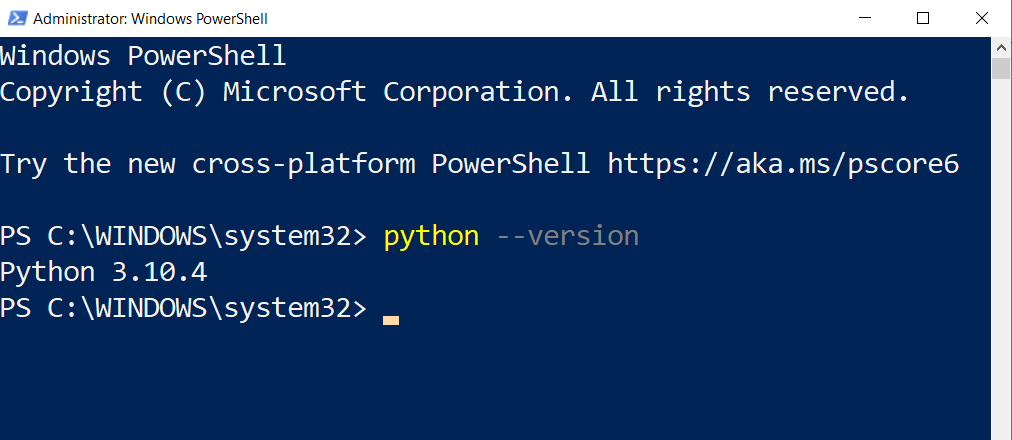 Administrator: Windows PowerShell
Windows PowerShell
Copyright (C) Microsoft Corporation. All rights reserved.
Try the new cross-platform PowerShell https://aka.ms/pscore6
PS C:\WINDOWS\system32> python --version
Python 3.10.4
PS C:\WINDOWS\system32>